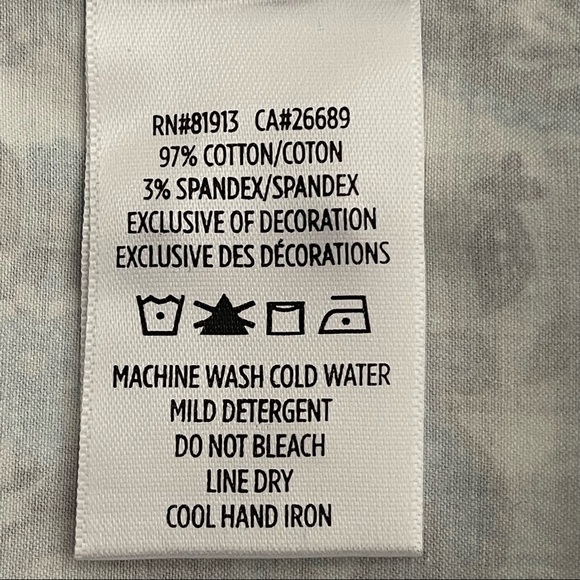 RN#81913 CA#26689
97% COTTON/COTON
3% SPANDEX/SPANDEX
EXCLUSIVE OF DECORATION
EXCLUSIVE DES DÉCORATIONS
MACHINE WASH COLD WATER
MILD DETERGENT
DO NOT BLEACH
LINE DRY
COOL HAND IRON